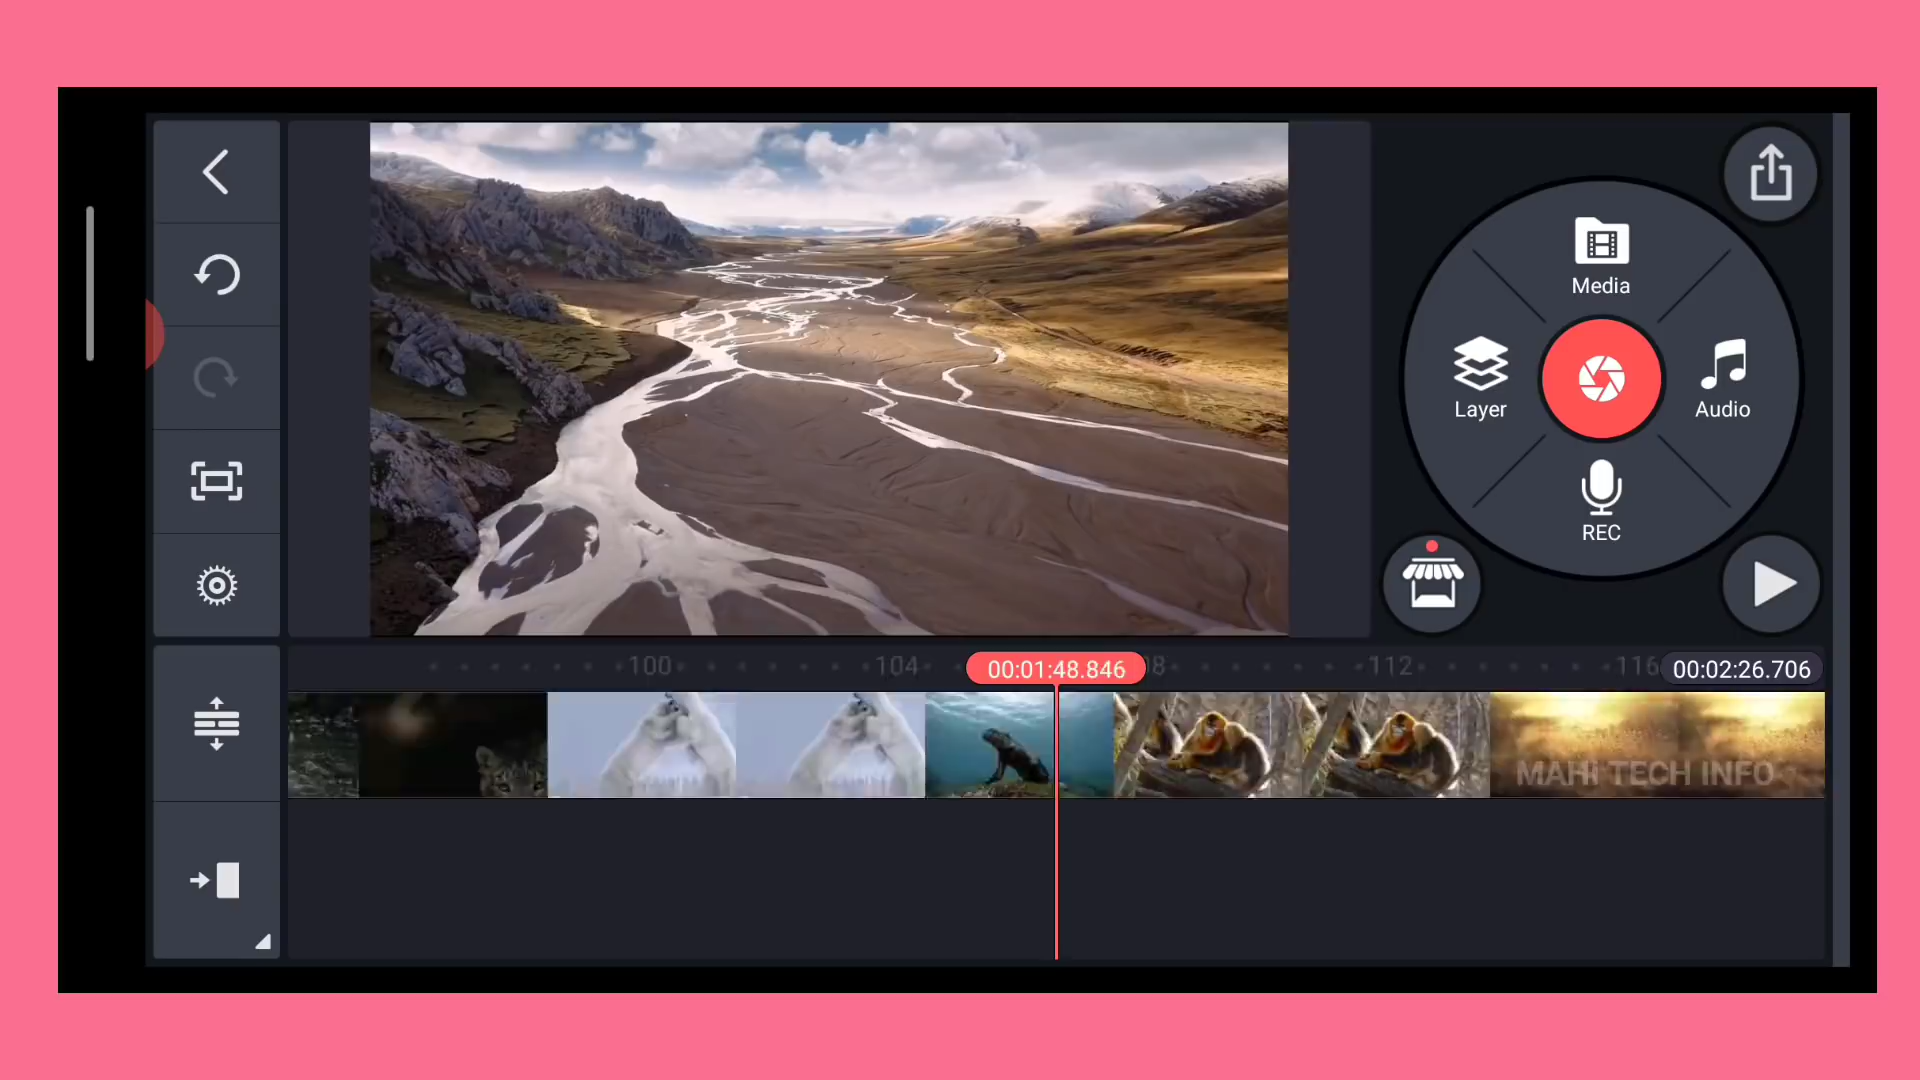 Media
Layer
Audio
REC
100
104
00:01:48.846
8
112
116
00:02:26.706
MAHI TECH INFO